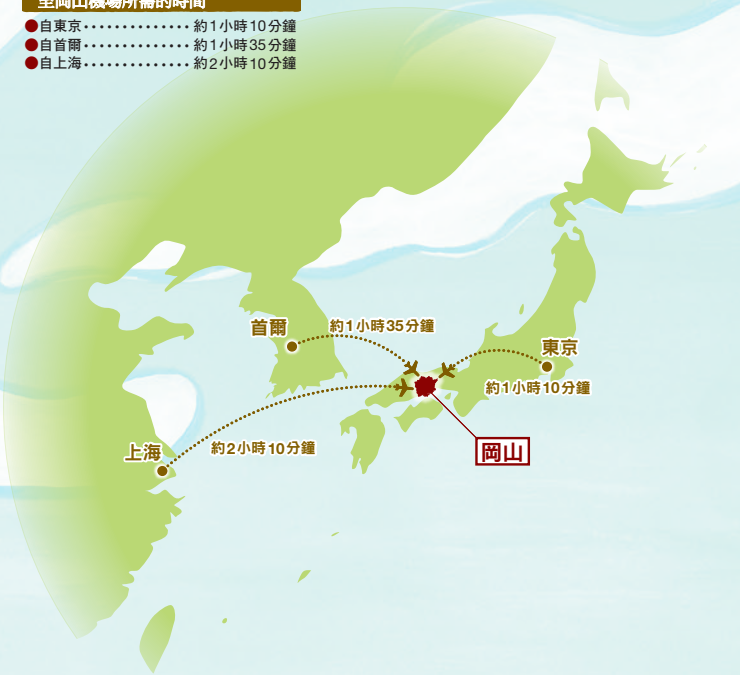 至岡山機場所需的時間
●自東京・・・・・・・・・・・・・・約1小時10分鐘
●自首爾・・・・・・・・・・・・・・約1小時35分鐘
●自上海・・・・・・・・・・・・・・約2小時10分鐘
首爾
約1小時35分鐘
東京
約1小時10分鐘
上海
約2小時10分鐘
岡山